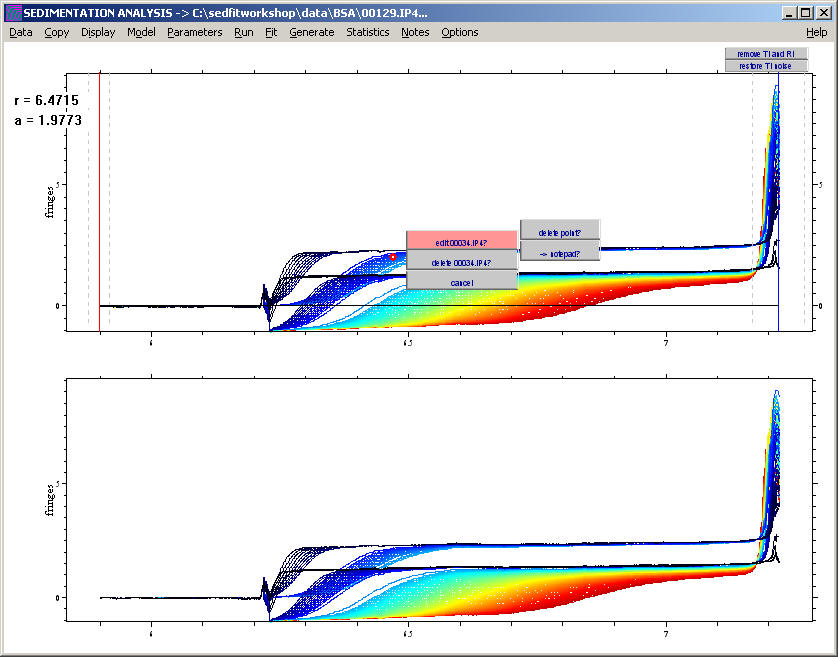 SEDIMENTATION ANALYSIS -> C:\sedfitworkshop\data\BSA\00129.IP4...
Data Copy Display Model Parameters Run Fit Generate Statistics Notes Options Help
remove TI and RI
restore TI noise
r = 6.4715
a = 1.9773
5 5
fringes
delete point?
edit 00034.IP4?
-> notepad?
delete 00034.IP4?
cancel
0 0
6 6.5 7
5
fringes
0
6 6.5 7